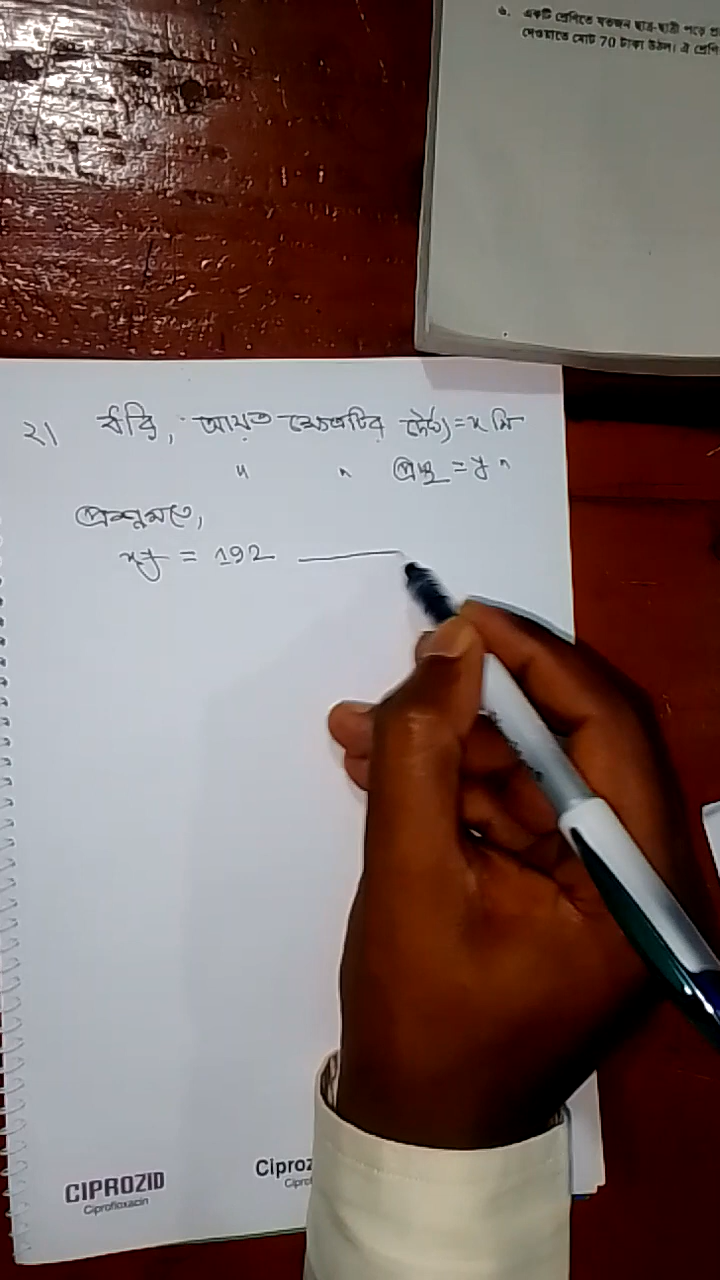 ৬. একটি শ্রেণিতে যতজন ছাত্র-ছাত্রী পড়ে
দেওয়াতে মোট 70 টাকা উঠল। ঐ শ্রেণি
২। ধরি, আয়ত ক্ষেত্রটির দৈর্ঘ্য = x মি
" " প্রস্থ = y "
প্রশ্নমতে,
xy = 192
CIPROZID
Ciprofloxacin
Ciproz
Cipro